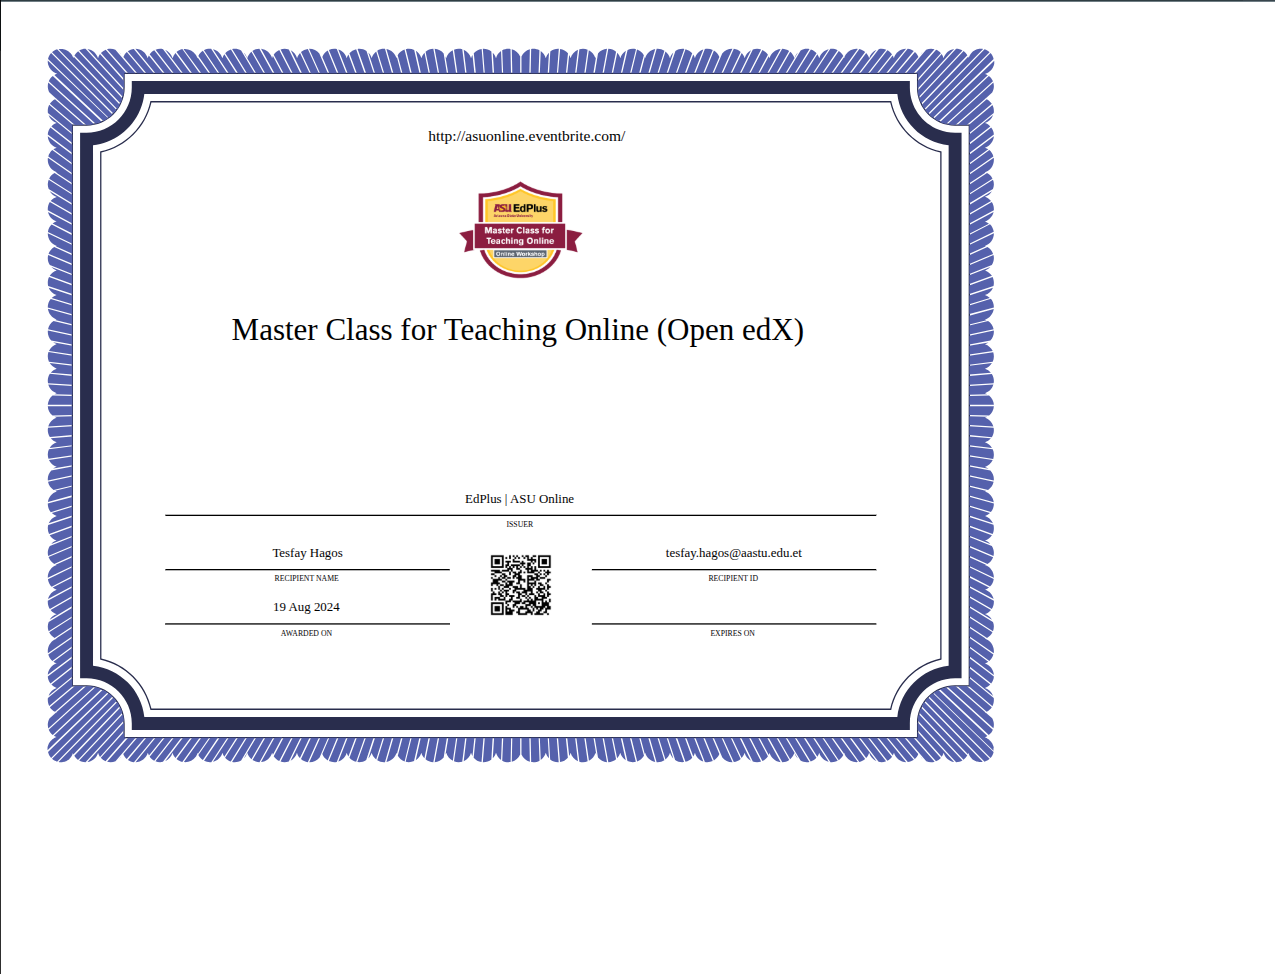 http://asuonline.eventbrite.com/
ASU EdPlus
Arizona State University
Master Class for
Teaching Online
Online Workshop
Master Class for Teaching Online (Open edX)
EdPlus | ASU Online
ISSUER
Tesfay Hagos
tesfay.hagos@aastu.edu.et
RECIPIENT NAME
RECIPIENT ID
19 Aug 2024
AWARDED ON
EXPIRES ON